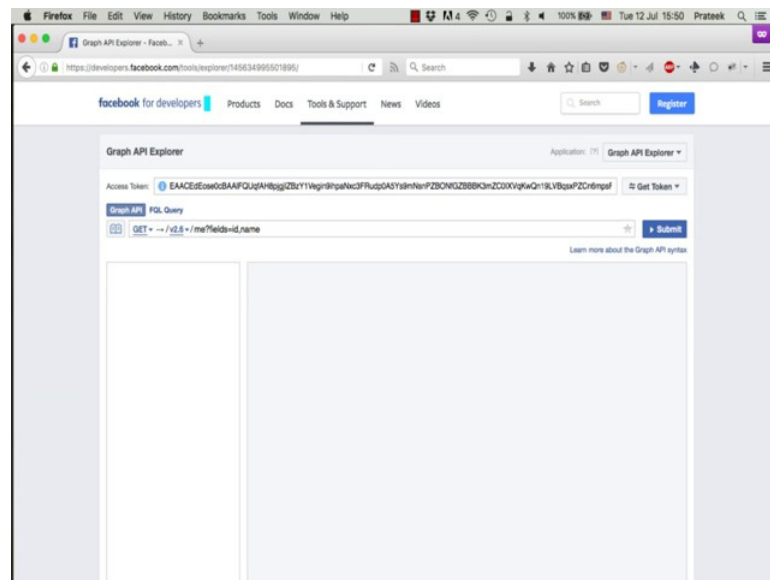 Firefox File Edit View History Bookmarks Tools Window Help 4 100% Tue 12 Jul 15:50 Prateek
Graph API Explorer - Faceb...
https://developers.facebook.com/tools/explorer/145634995501895/ Search
facebook for developers Products Docs Tools & Support News Videos Search Register
Graph API Explorer Application: [?] Graph API Explorer
Access Token: Get Token
Graph API FQL Query
GET → /v2.6 /me?fields=id,name Submit
Learn more about the Graph API syntax